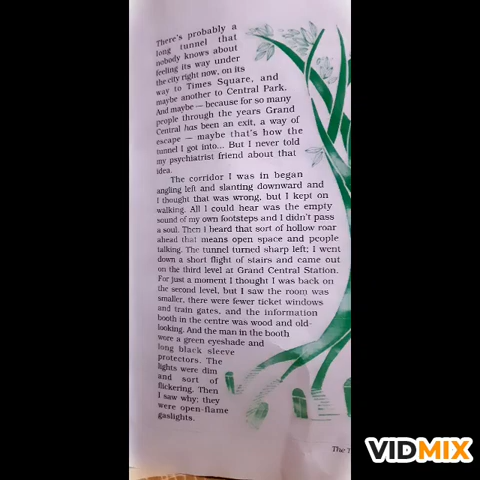 There's probably a
long tunnel that
nobody knows about
feeling its way under
the city right now, on its
way to Times Square, and
maybe another to Central Park.
And maybe — because for so many
people through the years Grand
Central has been an exit, a way of
escape — maybe that's how the
tunnel I got into... But I never told
my psychiatrist friend about that
idea.
The corridor I was in began
angling left and slanting downward and
I thought that was wrong, but I kept on
walking. All I could hear was the empty
sound of my own footsteps and I didn't pass
a soul. Then I heard that sort of hollow roar
ahead that means open space and people
talking. The tunnel turned sharp left; I went
down a short flight of stairs and came out
on the third level at Grand Central Station.
For just a moment I thought I was back on
the second level, but I saw the room was
smaller, there were fewer ticket windows
and train gates, and the information
booth in the centre was wood and old-
looking. And the man in the booth
wore a green eyeshade and
long black sleeve
protectors. The
lights were dim
and sort of
flickering. Then
I saw why; they
were open-flame
gaslights.
The
VIDMIX